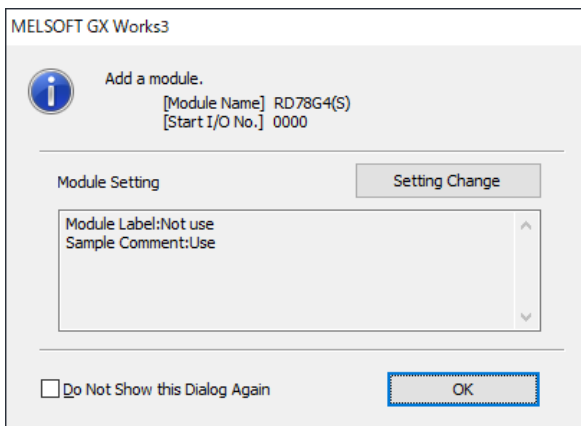 MELSOFT GX Works3
Add a module.
[Module Name] RD78G4(S)
[Start I/O No.] 0000
Module Setting
Setting Change
Module Label:Not use
Sample Comment:Use
Do Not Show this Dialog Again
OK